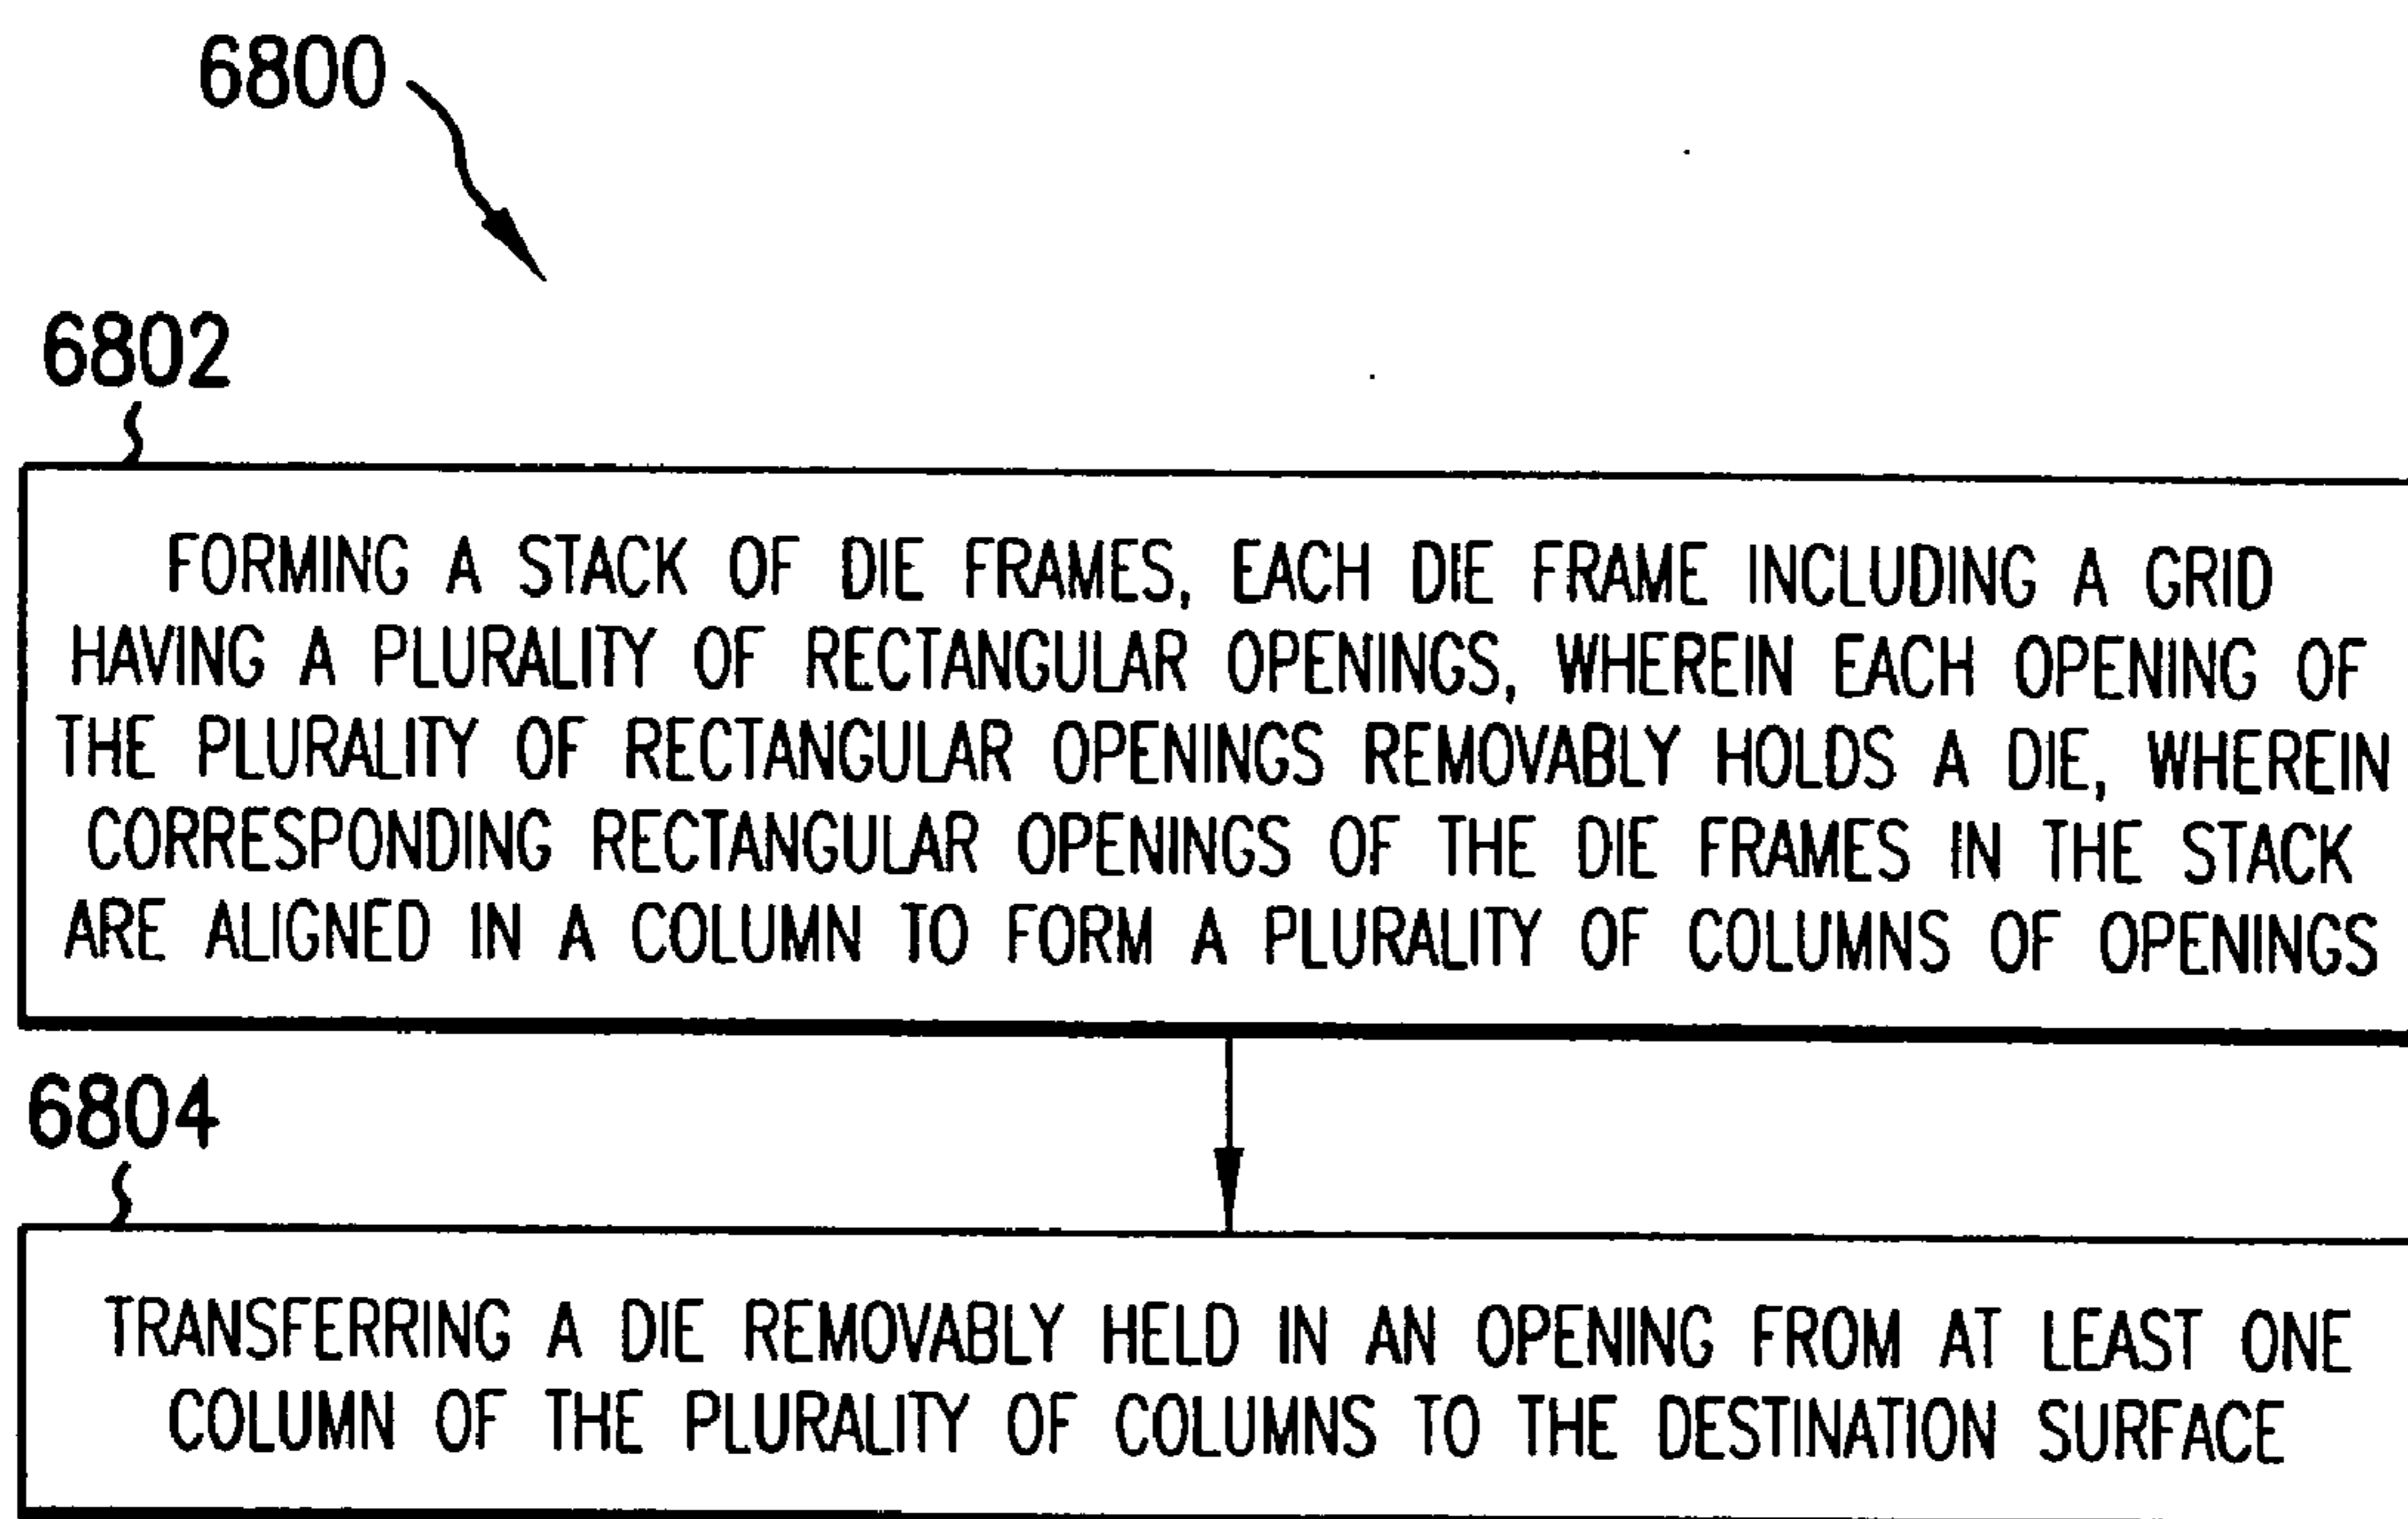 6800
6802
FORMING A STACK OF DIE FRAMES, EACH DIE FRAME INCLUDING A GRID
HAVING A PLURALITY OF RECTANGULAR OPENINGS, WHEREIN EACH OPENING OF
THE PLURALITY OF RECTANGULAR OPENINGS REMOVABLY HOLDS A DIE, WHEREIN
CORRESPONDING RECTANGULAR OPENINGS OF THE DIE FRAMES IN THE STACK
ARE ALIGNED IN A COLUMN TO FORM A PLURALITY OF COLUMNS OF OPENINGS
6804
TRANSFERRING A DIE REMOVABLY HELD IN AN OPENING FROM AT LEAST ONE
COLUMN OF THE PLURALITY OF COLUMNS TO THE DESTINATION SURFACE